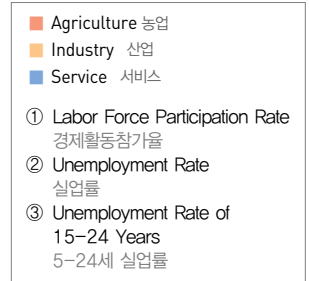 Agriculture 농업
Industry 산업
Service 서비스
① Labor Force Participation Rate
경제활동참가율
② Unemployment Rate
실업률
③ Unemployment Rate of
15-24 Years
5-24세 실업률